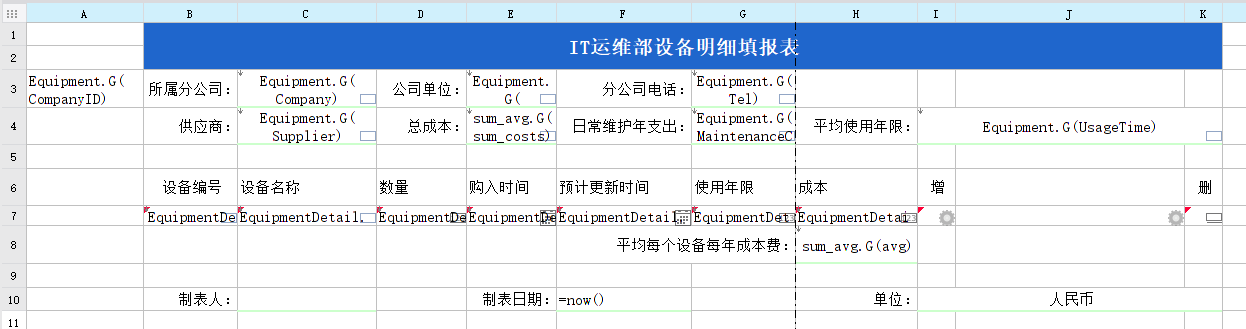 A B C D E F G H I J K
1
IT运维部设备明细填报表
2
3 Equipment.G(
CompanyID) 所属分公司: Equipment.G(
Company) 公司单位: Equipment.
G( 分公司电话: Equipment.G(
Tel)
4 供应商: Equipment.G(
Supplier) 总成本: sum_avg.G(
sum_costs) 日常维护年支出: Equipment.G(
MaintenanceC 平均使用年限: Equipment.G(UsageTime)
5
6 设备编号 设备名称 数量 购入时间 预计更新时间 使用年限 成本 增 删
7 EquipmentDe EquipmentDetail. EquipmentDe EquipmentDe EquipmentDetail. EquipmentDet EquipmentDetai
8 平均每个设备每年成本费: sum_avg.G(avg)
9
10 制表人: 制表日期: =now() 单位: 人民币
11